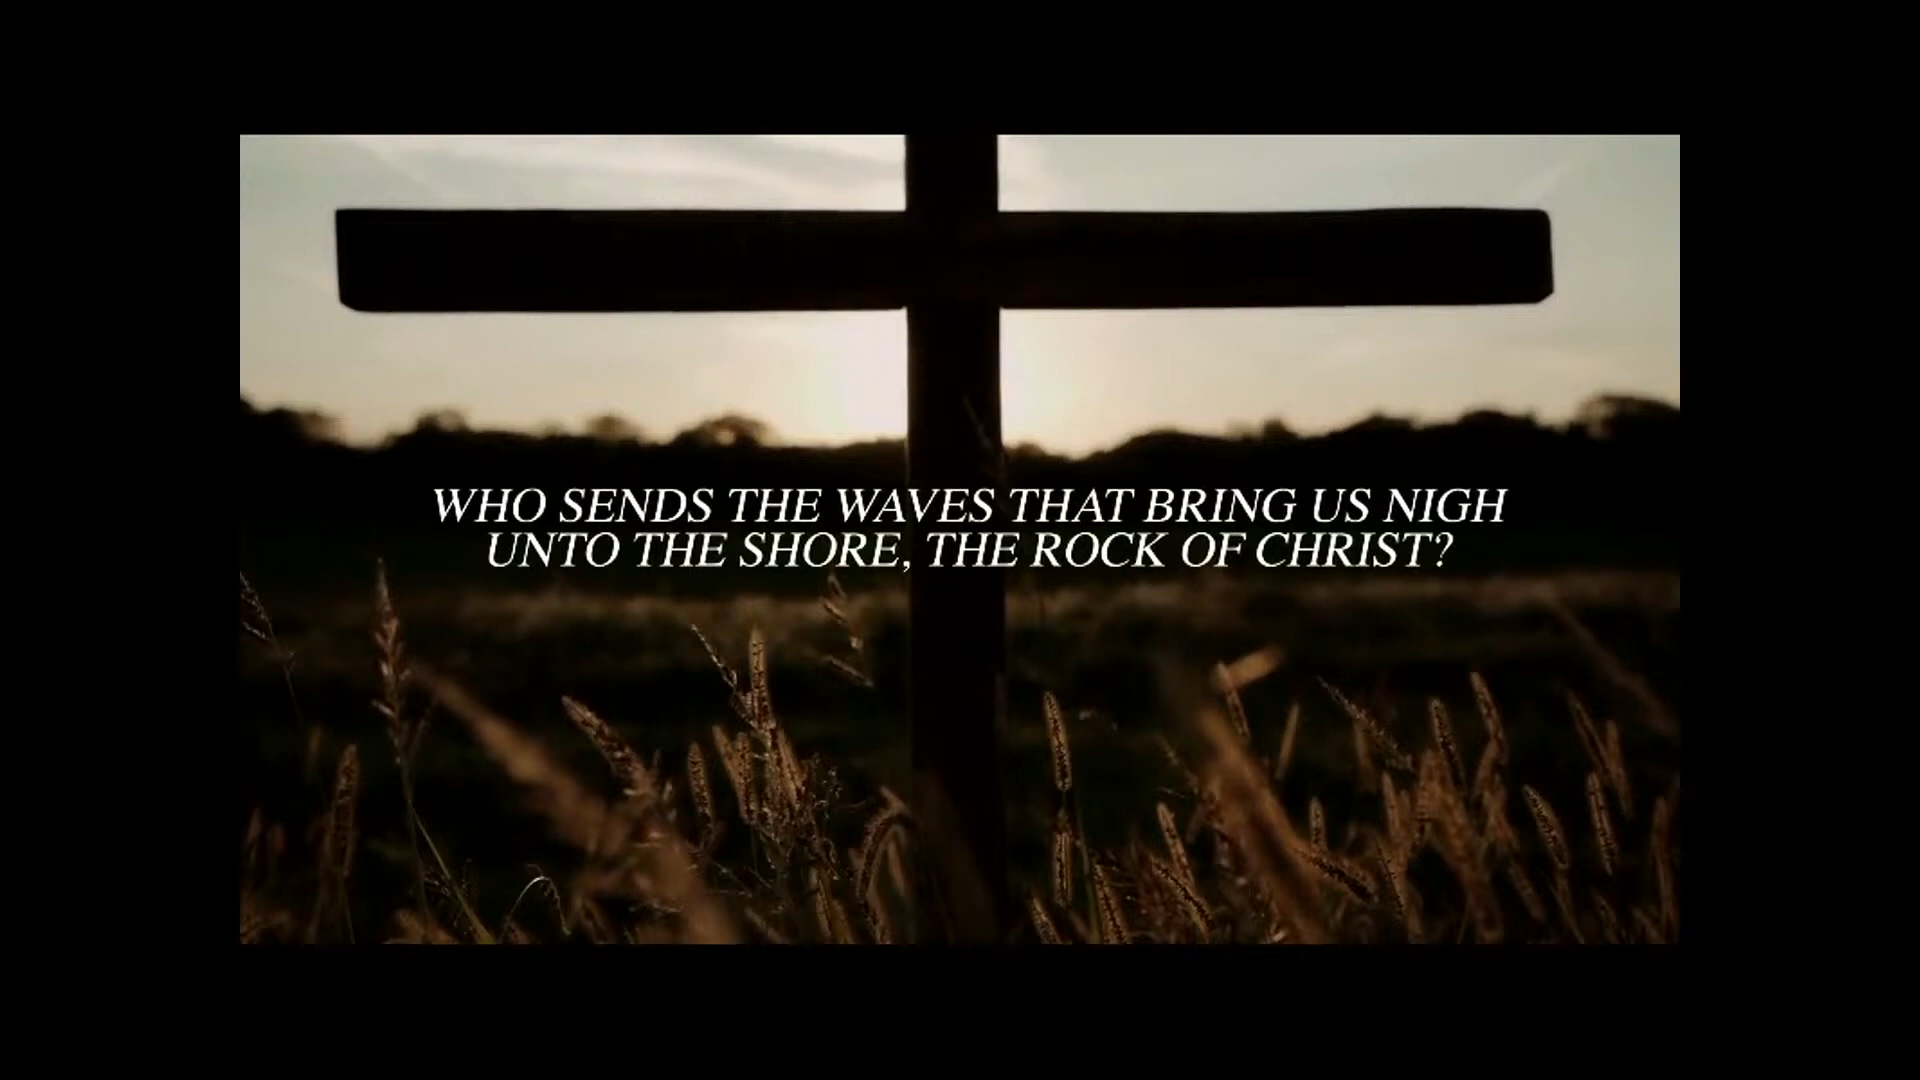 WHO SENDS THE WAVES THAT BRING US NIGH
UNTO THE SHORE, THE ROCK OF CHRIST?